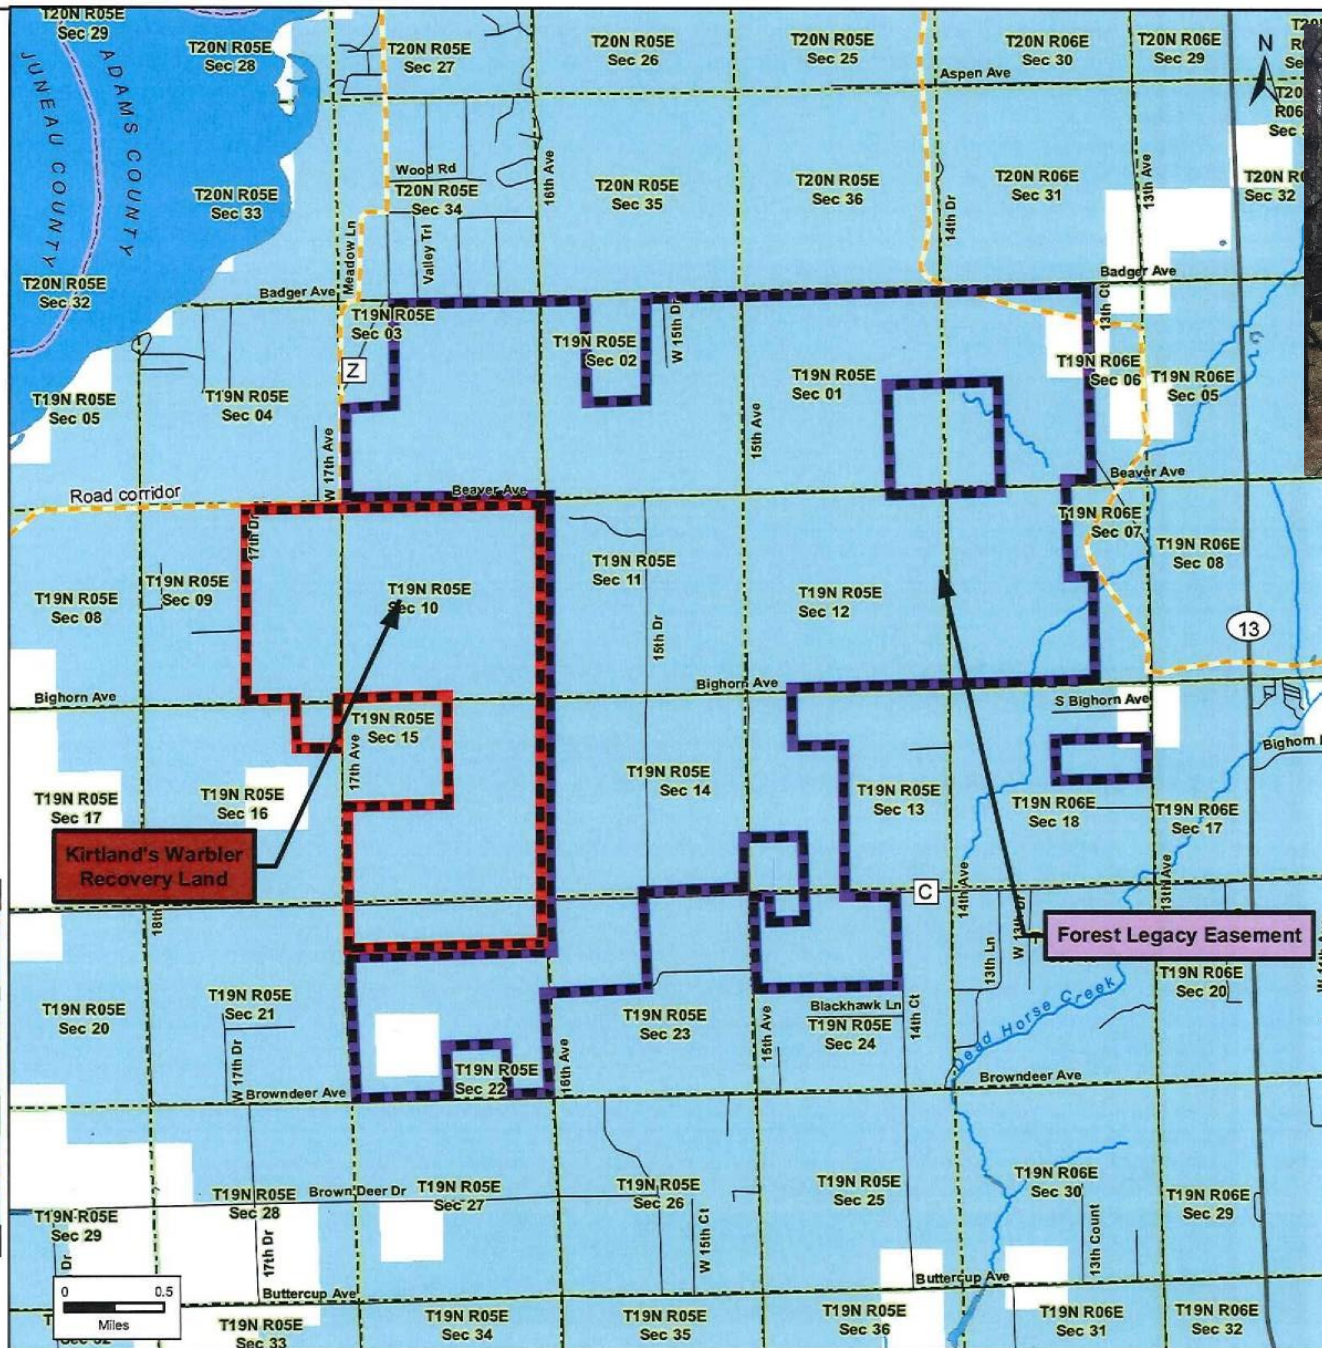 T20N R05E
Sec 29
T20N R05E
Sec 28
T20N R05E
Sec 27
T20N R05E
Sec 26
T20N R05E
Sec 25
T20N R06E
Sec 30
T20N R06E
Sec 29
N
Aspen Ave
JUNEAU COUNTY
ADAMS COUNTY
Wood Rd
16th Ave
13th Ave
T20N R05E
Sec 33
T20N R05E
Sec 34
T20N R05E
Sec 35
T20N R05E
Sec 36
T20N R06E
Sec 31
Sec 32
14th Dr
Meadow Ln
Valley Trl
T20N R05E
Sec 32
Badger Ave
Badger Ave
13th Ct
T19N R05E
Sec 03
W 15th Dr
T19N R05E
Sec 02
Z
T19N R05E
Sec 01
T19N R06E
Sec 06
T19N R06E
Sec 05
T19N R05E
Sec 05
T19N R05E
Sec 04
W 17th Ave
15th Ave
Beaver Ave
Beaver Ave
Road corridor
17th Dr
T19N R06E
Sec 07
T19N R06E
Sec 08
T19N R05E
Sec 08
T19N R05E
Sec 09
T19N R05E
Sec 10
T19N R05E
Sec 11
15th Dr
T19N R05E
Sec 12
13
Bighorn Ave
Bighorn Ave
S Bighorn Ave
T19N R05E
Sec 15
17th Ave
T19N R05E
Sec 14
T19N R05E
Sec 13
T19N R06E
Sec 18
T19N R06E
Sec 17
T19N R05E
Sec 17
T19N R05E
Sec 16
Kirtland's Warbler
Recovery Land
C
14th Ave
13th Ave
18th
13th Ln
W 13th Dr
Forest Legacy Easement
T19N R05E
Sec 20
T19N R05E
Sec 21
W 17th Dr
T19N R05E
Sec 22
16th Ave
T19N R05E
Sec 23
15th Ave
Blackhawk Ln
T19N R05E
Sec 24
14th Ct
Dead Horse Creek
T19N R06E
Sec 20
Browndeer Ave
Browndeer Ave
T19N R05E
Sec 29
T19N R05E
Sec 28
Brown Deer Dr
T19N R05E
Sec 27
T19N R05E
Sec 26
W 15th Ct
T19N R05E
Sec 25
T19N R06E
Sec 30
13th Count
T19N R06E
Sec 29
Dr
17th Dr
0 0.5
Miles
Buttercup Ave
Buttercup Ave
Sec 33
T19N R05E
T19N R05E
Sec 34
T19N R05E
Sec 35
T19N R05E
Sec 36
T19N R06E
Sec 31
T19N R06E
Sec 32